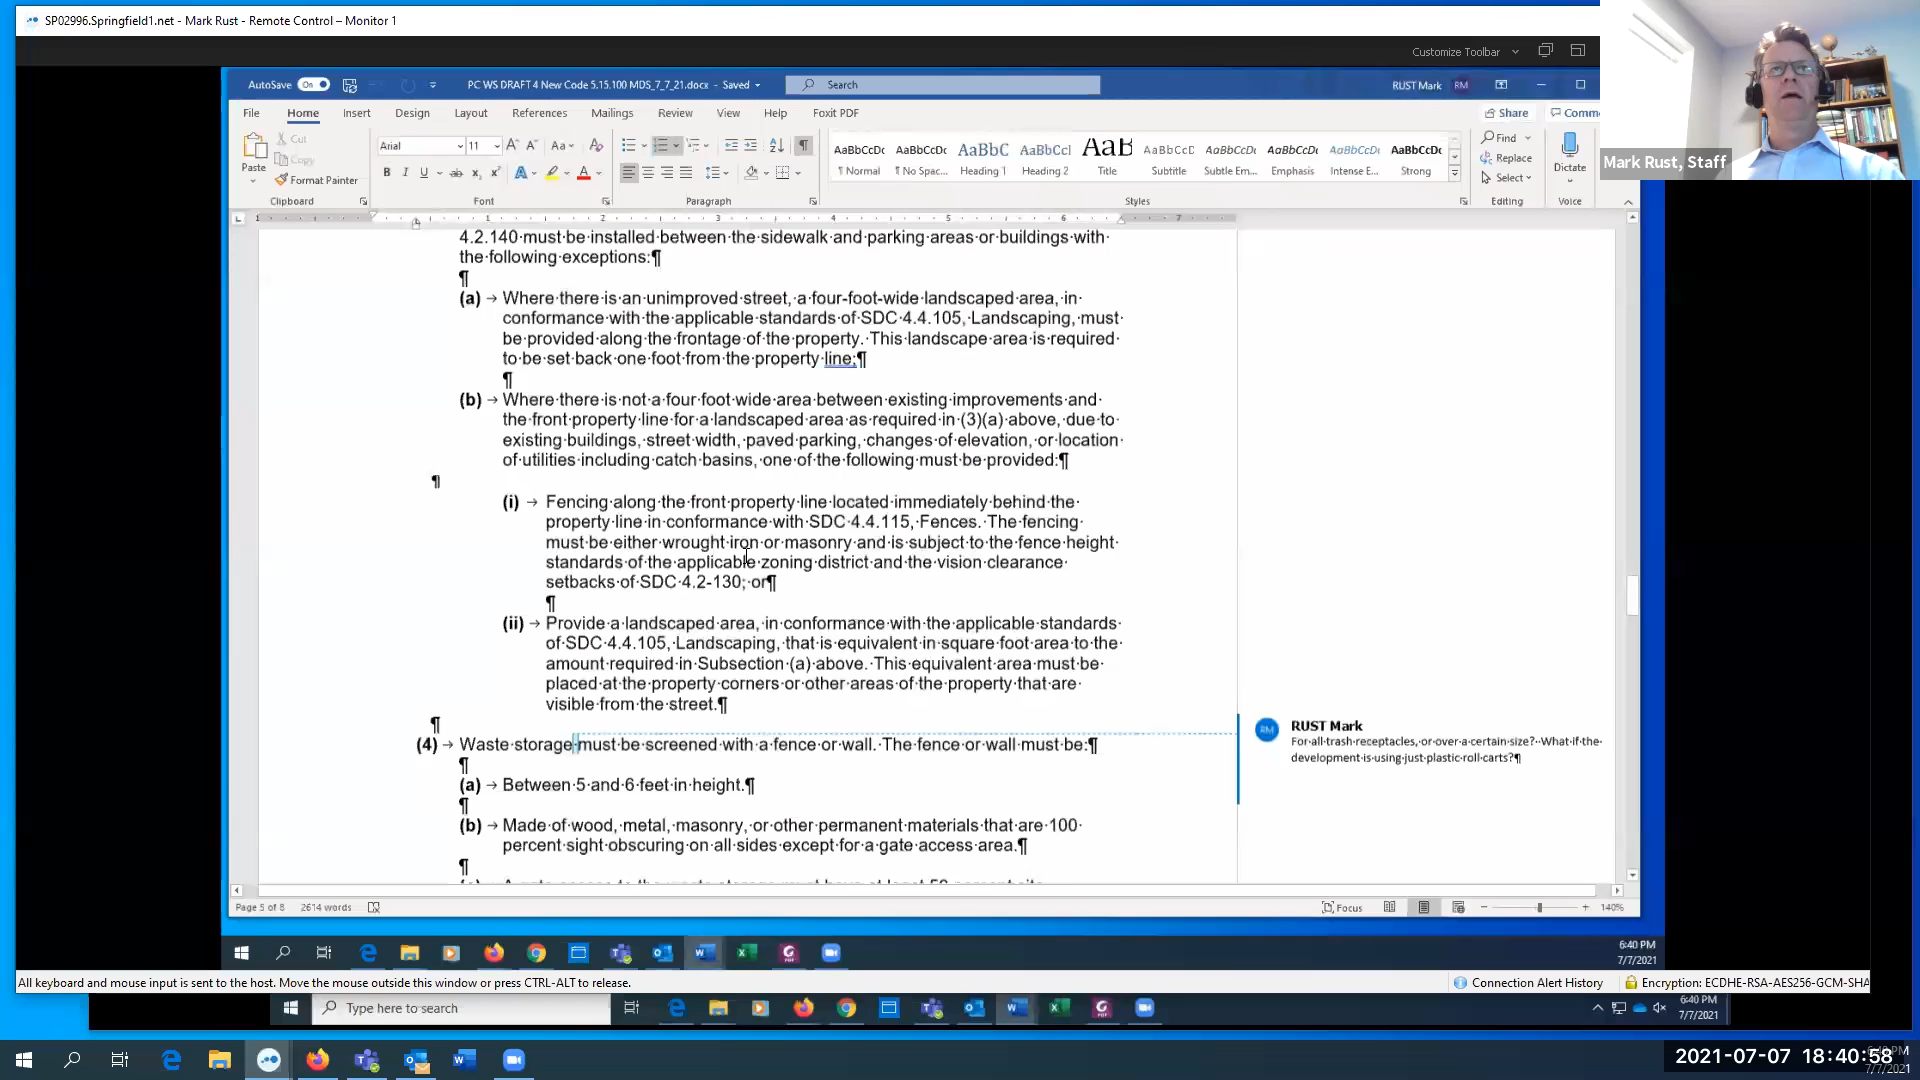 SP02996.Springfield1.net - Mark Rust - Remote Control – Monitor 1
Customize Toolbar
Mark Rust, Staff
AutoSave On
PC WS DRAFT 4 New Code 5.15.100 MDS_7_7_21.docx - Saved
Search
RUST Mark RM
File Home Insert Design Layout References Mailings Review View Help Foxit PDF
Share Comme
Paste
Cut
Copy
Format Painter
Arial 11
AaBbCcDc AaBbCcDc AaBbC AaBbCcl AaB AaBbCcD AaBbCcDc AaBbCcDc AaBbCcDc AaBbCcDc
¶ Normal ¶ No Spac... Heading 1 Heading 2 Title Subtitle Subtle Em... Emphasis Intense E... Strong
Find
Replace
Select
Dictate
Clipboard Font Paragraph Styles Editing Voice
1 1 2 3 4 5 6 7
4.2.140·must·be·installed·between·the·sidewalk·and·parking·areas·or·buildings·with·
the·following·exceptions:¶
¶
(a) → Where·there·is·an·unimproved·street,·a·four-foot-wide·landscaped·area,·in·
conformance·with·the·applicable·standards·of·SDC·4.4.105,·Landscaping,·must·
be·provided·along·the·frontage·of·the·property.·This·landscape·area·is·required·
to·be·set·back·one·foot·from·the·property·line;¶
¶
(b) → Where·there·is·not·a·four·foot·wide·area·between·existing·improvements·and·
the·front·property·line·for·a·landscaped·area·as·required·in·(3)(a)·above,·due·to·
existing·buildings,·street·width,·paved·parking,·changes·of·elevation,·or·location·
of·utilities·including·catch·basins,·one·of·the·following·must·be·provided:¶
¶
(i) → Fencing·along·the·front·property·line·located·immediately·behind·the·
property·line·in·conformance·with·SDC·4.4.115,·Fences.·The·fencing·
must·be·either·wrought·iron·or·masonry·and·is·subject·to·the·fence·height·
standards·of·the·applicable·zoning·district·and·the·vision·clearance·
setbacks·of·SDC·4.2-130;·or¶
¶
(ii) → Provide·a·landscaped·area,·in·conformance·with·the·applicable·standards·
of·SDC·4.4.105,·Landscaping,·that·is·equivalent·in·square·foot·area·to·the·
amount·required·in·Subsection·(a)·above.·This·equivalent·area·must·be·
placed·at·the·property·corners·or·other·areas·of·the·property·that·are·
visible·from·the·street.¶
¶
(4) → Waste·storage·must·be·screened·with·a·fence·or·wall.·The·fence·or·wall·must·be:¶
¶
(a) → Between·5·and·6·feet·in·height.¶
¶
(b) → Made·of·wood,·metal,·masonry,·or·other·permanent·materials·that·are·100·
percent·sight·obscuring·on·all·sides·except·for·a·gate·access·area.¶
¶
RM RUST Mark
For·all·trash·receptacles,·or·over·a·certain·size?··What·if·the·
development·is·using·just·plastic·roll·carts?¶
Page 5 of 8 2614 words
Focus 140%
6:40 PM
7/7/2021
All keyboard and mouse input is sent to the host. Move the mouse outside this window or press CTRL-ALT to release.
Connection Alert History
Encryption: ECDHE-RSA-AES256-GCM-SHA
Type here to search
6:40 PM
7/7/2021
2021-07-07 18:40:58
7/7/2021